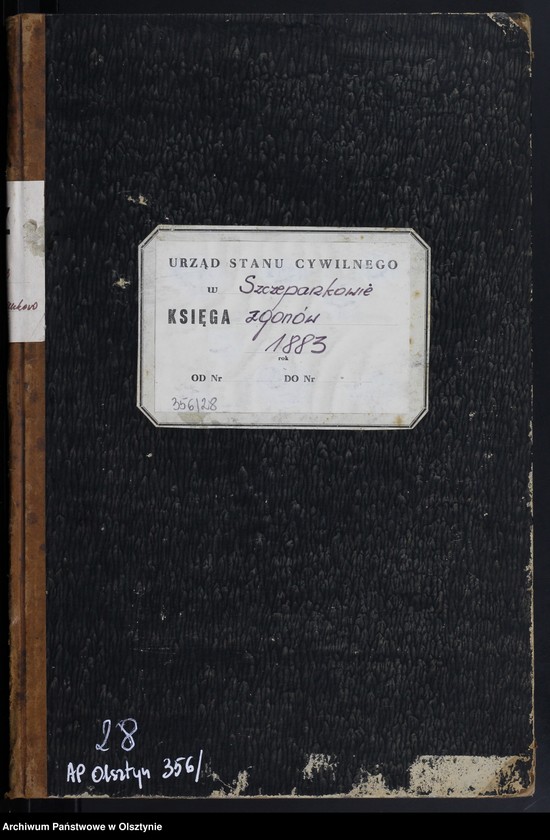 URZĄD STANU CYWILNEGO
w Szczepankowie
KSIĘGA zgonów
1883
rok
OD Nr DO Nr
356/28
28
AP Olsztyn 356/
Archiwum Państwowe w Olsztynie